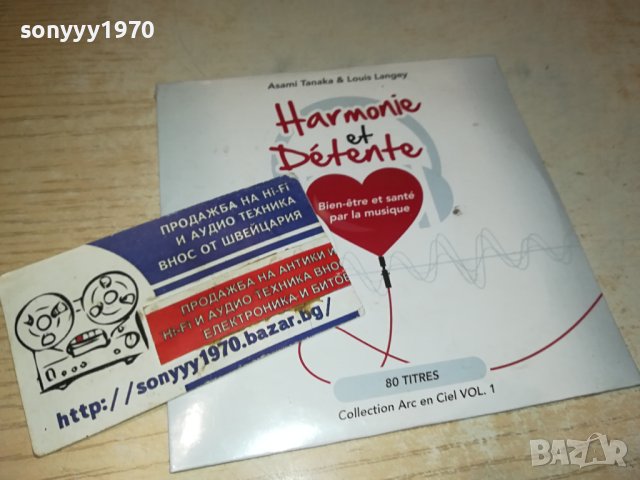 sonyyy1970
Asami Tanaka & Louis Langey
Harmonie
et
Détente
Bien-être et santé
par la musique
80 TITRES
Collection Arc en Ciel VOL. 1
ПРОДАЖБА НА Hi-Fi
И АУДИО ТЕХНИКА
ВНОС ОТ ШВЕЙЦАРИЯ
ПРОДАЖБА НА АНТИКИ И
Hi-Fi И АУДИО ТЕХНИКА ВНО
ЕЛЕКТРОНИКА И БИТОВ
http://sonyyy1970.bazar.bg/
BAZAR
bg